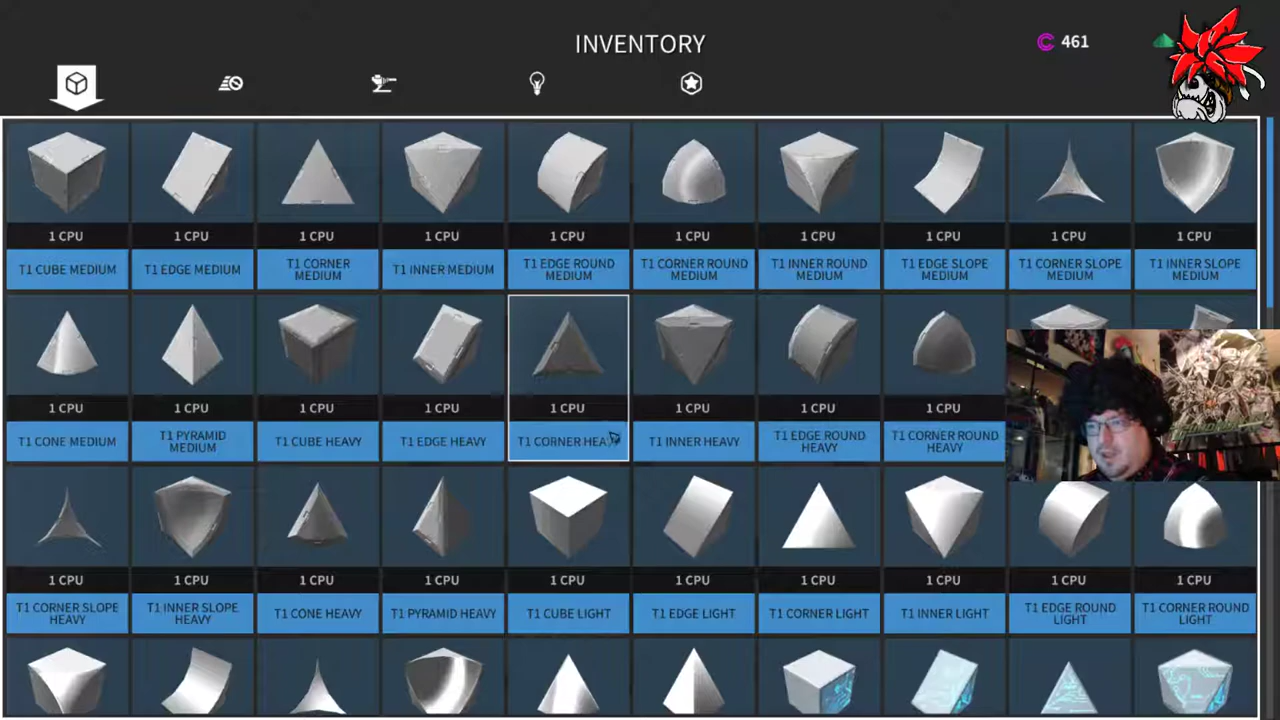 INVENTORY
461
1 CPU 1 CPU 1 CPU 1 CPU 1 CPU 1 CPU 1 CPU 1 CPU 1 CPU 1 CPU
T1 CUBE MEDIUM
T1 EDGE MEDIUM
T1 CORNER
MEDIUM
T1 INNER MEDIUM
T1 EDGE ROUND
MEDIUM
T1 CORNER ROUND
MEDIUM
T1 INNER ROUND
MEDIUM
T1 EDGE SLOPE
MEDIUM
T1 CORNER SLOPE
MEDIUM
T1 INNER SLOPE
MEDIUM
1 CPU 1 CPU 1 CPU 1 CPU 1 CPU 1 CPU 1 CPU 1 CPU
T1 CONE MEDIUM
T1 PYRAMID
MEDIUM
T1 CUBE HEAVY
T1 EDGE HEAVY
T1 CORNER HEAVY
T1 INNER HEAVY
T1 EDGE ROUND
HEAVY
T1 CORNER ROUND
HEAVY
1 CPU 1 CPU 1 CPU 1 CPU 1 CPU 1 CPU 1 CPU 1 CPU 1 CPU 1 CPU
T1 CORNER SLOPE
HEAVY
T1 INNER SLOPE
HEAVY
T1 CONE HEAVY
T1 PYRAMID HEAVY
T1 CUBE LIGHT
T1 EDGE LIGHT
T1 CORNER LIGHT
T1 INNER LIGHT
T1 EDGE ROUND
LIGHT
T1 CORNER ROUND
LIGHT